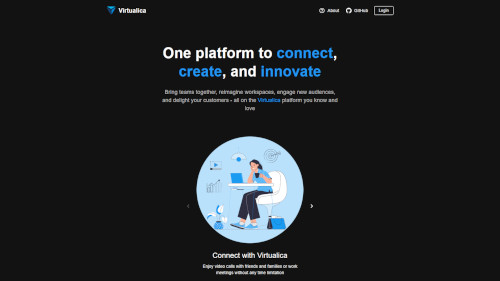 Virtualica
About
GitHub
Login
One platform to connect,
create, and innovate
Bring teams together, reimagine workspaces, engage new audiences,
and delight your customers - all on the Virtualica platform you know and
love
Connect with Virtualica
Enjoy video calls with friends and families or work
meetings without any time limitation